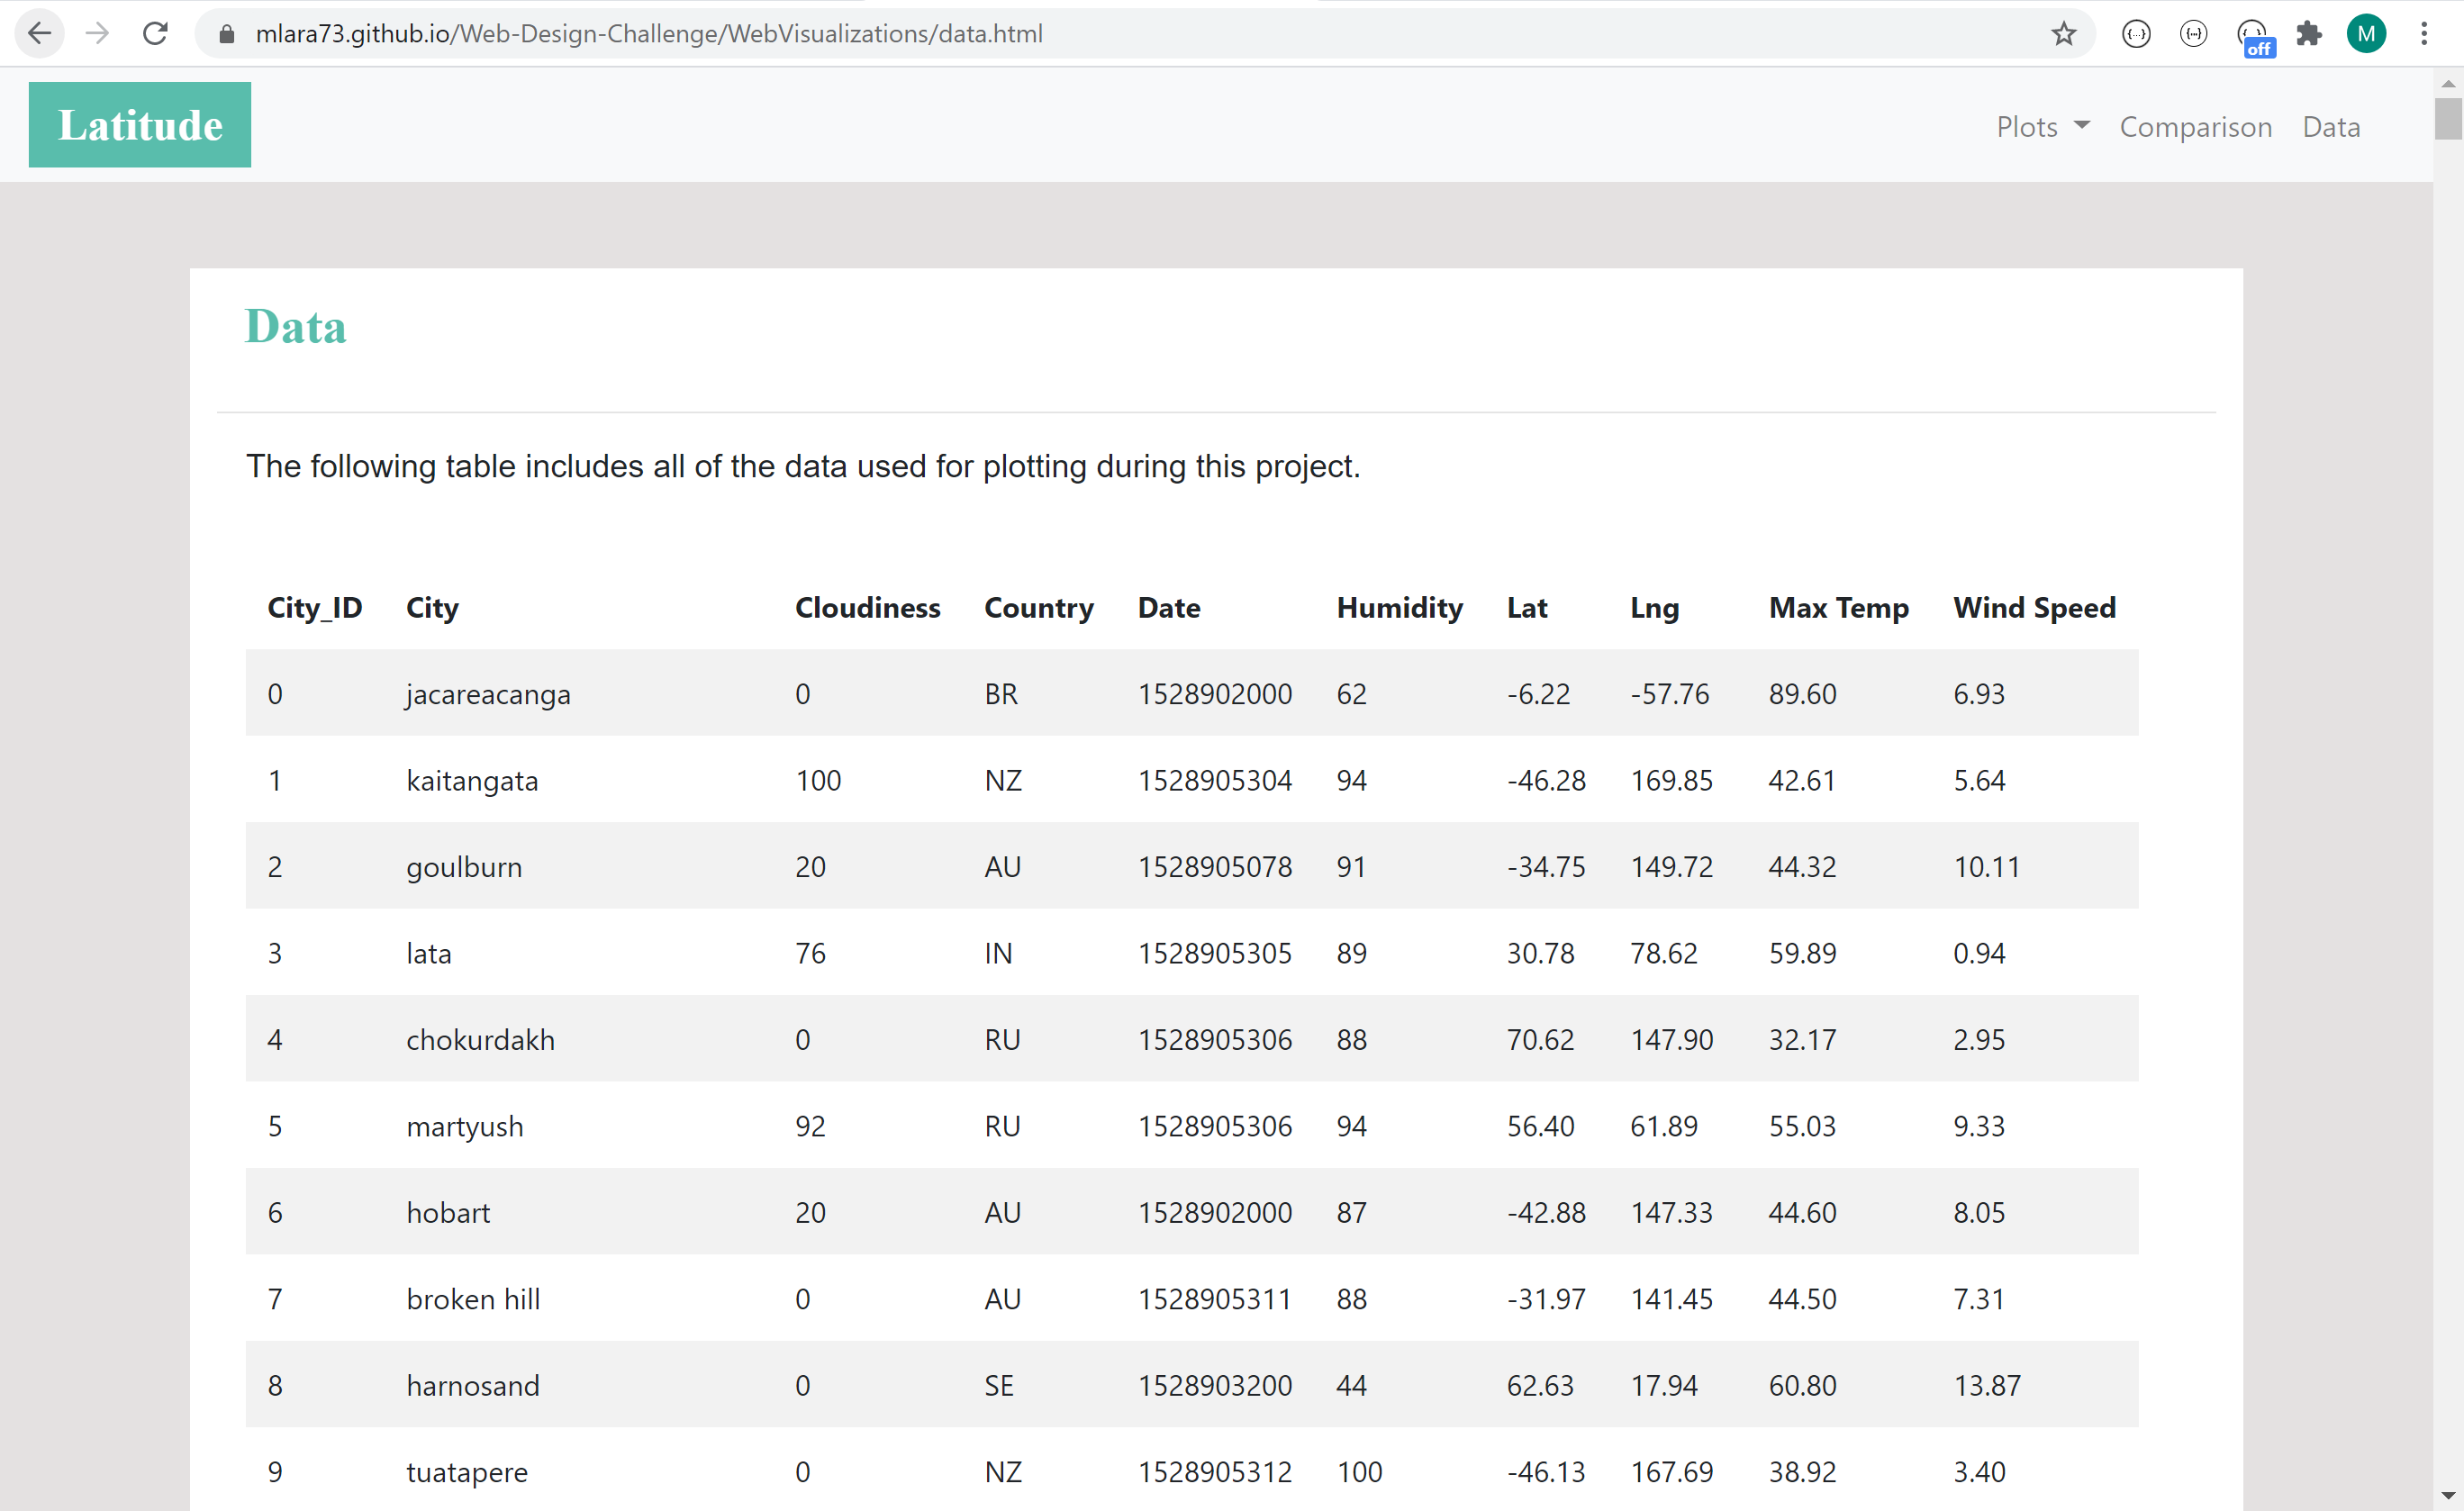 mlara73.github.io/Web-Design-Challenge/WebVisualizations/data.html
off
M
Latitude
Plots Comparison Data
Data
The following table includes all of the data used for plotting during this project.
City_ID City Cloudiness Country Date Humidity Lat Lng Max Temp Wind Speed
0 jacareacanga 0 BR 1528902000 62 -6.22 -57.76 89.60 6.93
1 kaitangata 100 NZ 1528905304 94 -46.28 169.85 42.61 5.64
2 goulburn 20 AU 1528905078 91 -34.75 149.72 44.32 10.11
3 lata 76 IN 1528905305 89 30.78 78.62 59.89 0.94
4 chokurdakh 0 RU 1528905306 88 70.62 147.90 32.17 2.95
5 martyush 92 RU 1528905306 94 56.40 61.89 55.03 9.33
6 hobart 20 AU 1528902000 87 -42.88 147.33 44.60 8.05
7 broken hill 0 AU 1528905311 88 -31.97 141.45 44.50 7.31
8 harnosand 0 SE 1528903200 44 62.63 17.94 60.80 13.87
9 tuatapere 0 NZ 1528905312 100 -46.13 167.69 38.92 3.40